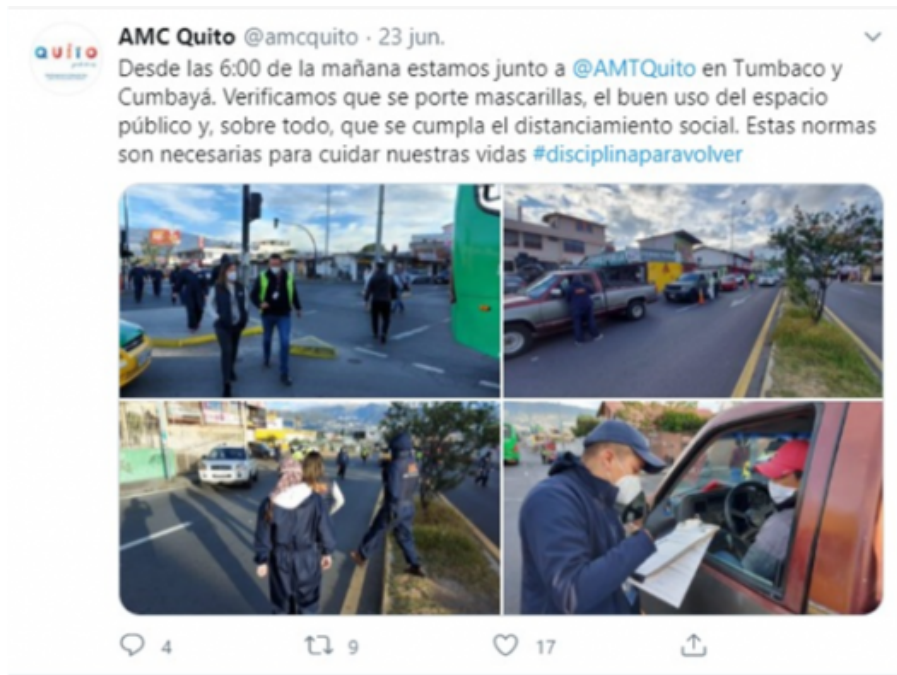 AMC Quito @amcquito · 23 jun.
Desde las 6:00 de la mañana estamos junto a @AMTQuito en Tumbaco y
Cumbayá. Verificamos que se porte mascarillas, el buen uso del espacio
público y, sobre todo, que se cumpla el distanciamiento social. Estas normas
son necesarias para cuidar nuestras vidas #disciplinaparavolver
quito
4 9 17